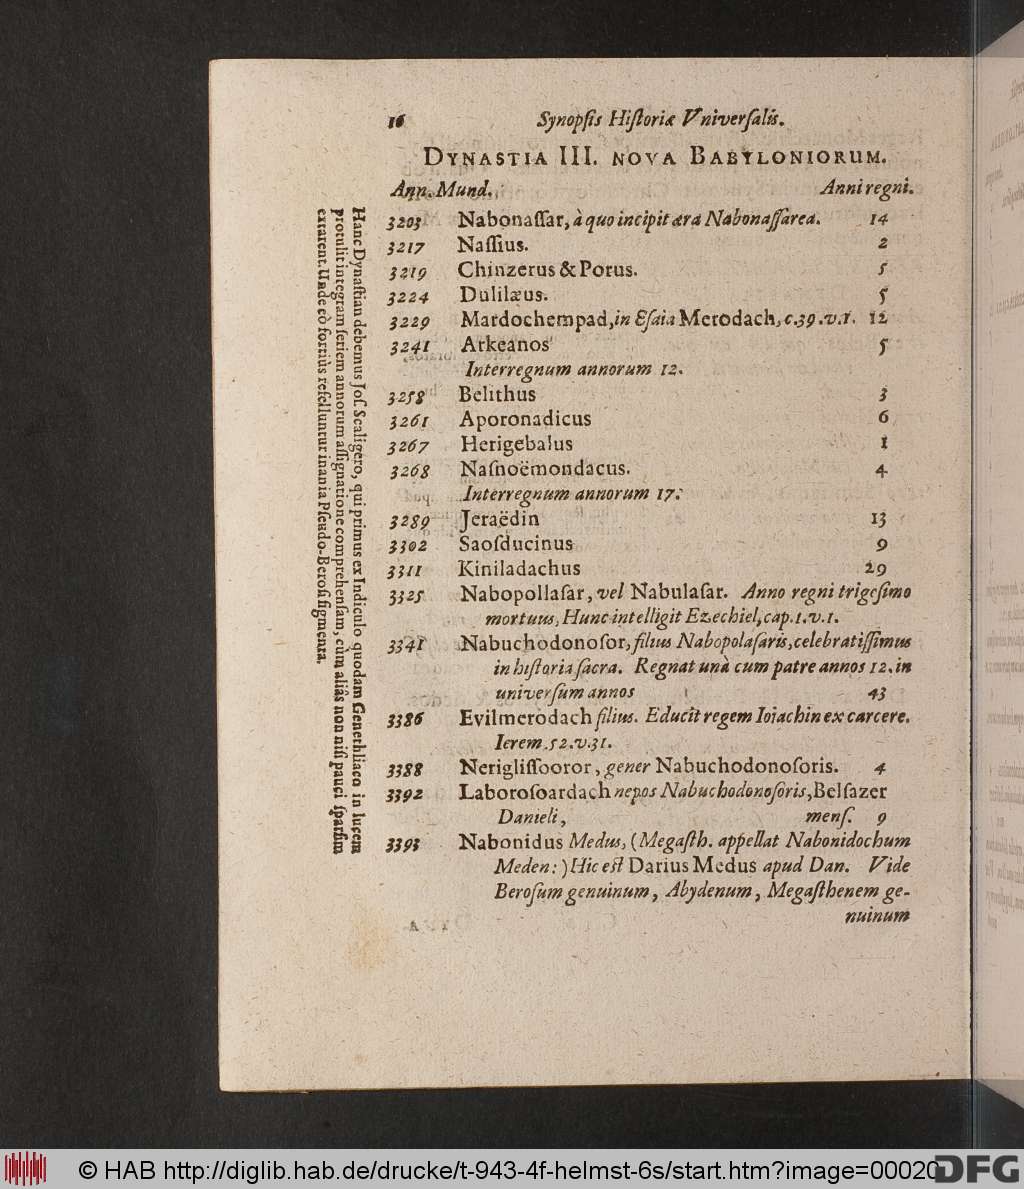 16 Synopsis Historiæ Vniversalis.
DYNASTIA III. NOVA BABYLONIORUM.
Ann. Mund. Anni regni.
3203 Nabonassar, à quo incipit æra Nabonassarea. 14
3217 Nassius. 2
3219 Chinzerus & Porus. 5
3224 Dulilæus. 5
3229 Mardochempad, in Esaia Merodach, c.39.v.1. 12
3241 Arkeanos 5
Interregnum annorum 12.
3258 Belithus 3
3261 Aporonadicus 6
3267 Herigebalus 1
3268 Nasnoëmondacus. 4
Interregnum annorum 17.
3289 Jeraëdin 13
3302 Saosducinus 9
3311 Kiniladachus 29
3325 Nabopollasar, vel Nabulasar. Anno regni trigesimo
mortuus, Hunc intelligit Ezechiel, cap.1.v.1.
3341 Nabuchodonosor, filius Nabopolasaris, celebratissimus
in historia sacra. Regnat unà cum patre annos 12. in
universum annos 43
3386 Evilmerodach filius. Educit regem Ioiachin ex carcere.
Ierem.52.v.31.
3388 Neriglissooror, gener Nabuchodonosoris. 4
3392 Laborosoardach nepos Nabuchodonosoris, Belsazer
Danieli, mens. 9
3393 Nabonidus Medus, (Megasth. appellat Nabonidochum
Meden:) Hic est Darius Medus apud Dan. Vide
Berosum genuinum, Abydenum, Megasthenem ge-
nuinum
Hanc Dynastian debemus Jos. Scaligero, qui primus ex Indiculo quodam Genethliaco in lucem
protulit integram seriem annorum assignatione comprehensam, cùm aliâs non nisi pauci sparsim
extarent. Unde eò fortiùs refelluntur inania Pseudo-Berosi figmenta.
© HAB http://diglib.hab.de/drucke/t-943-4f-helmst-6s/start.htm?image=00020
DFG